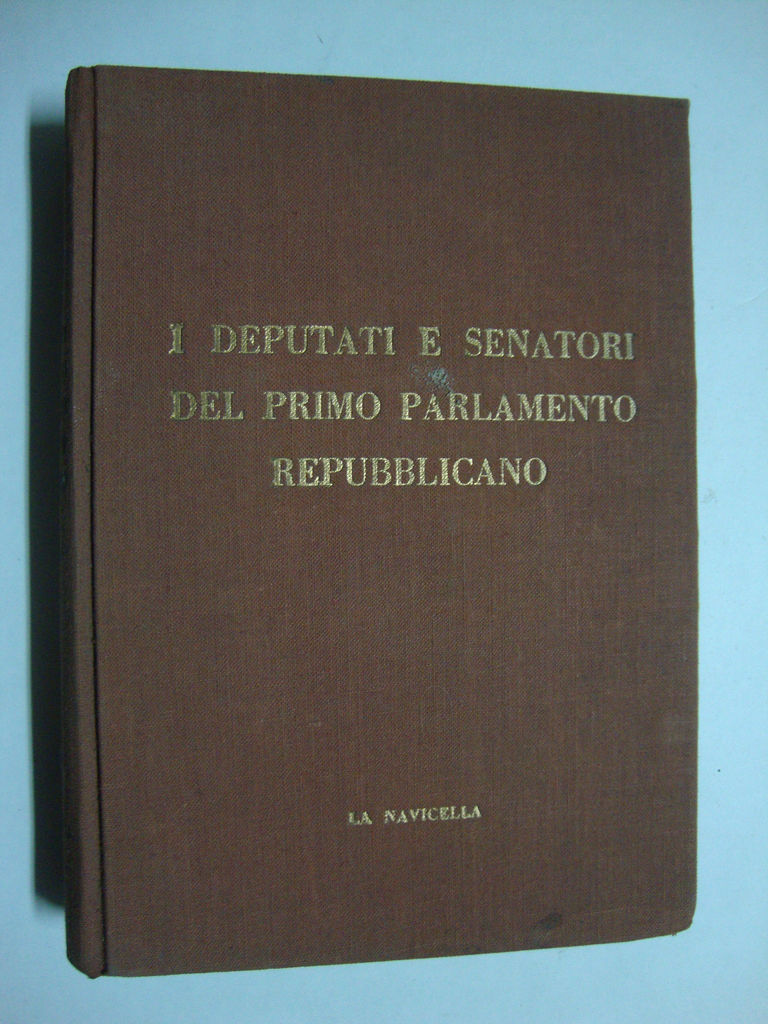 I DEPUTATI E SENATORI
DEL PRIMO PARLAMENTO
REPUBBLICANO
LA NAVICELLA